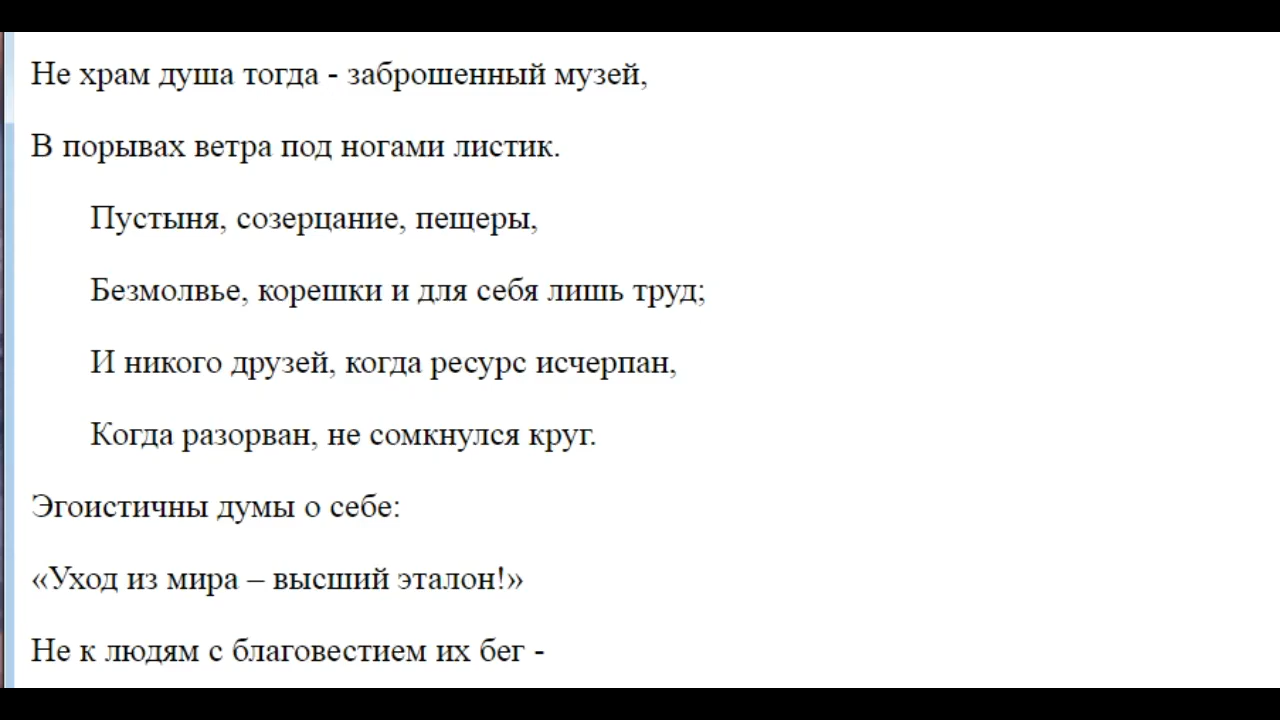 Не храм душа тогда - заброшенный музей,
В порывах ветра под ногами листик.
Пустыня, созерцание, пещеры,
Безмолвье, корешки и для себя лишь труд;
И никого друзей, когда ресурс исчерпан,
Когда разорван, не сомкнулся круг.
Эгоистичны думы о себе:
«Уход из мира – высший эталон!»
Не к людям с благовестием их бег -